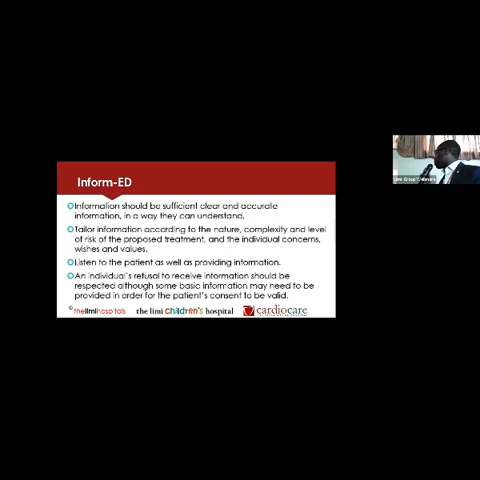 Inform-ED
Information should be sufficient clear and accurate
information, in a way they can understand.
Tailor information according to the nature, complexity and level
of risk of the proposed treatment, and the individual concerns,
wishes and values.
Listen to the patient as well as providing information.
An individual's refusal to receive information should be
respected although some basic information may need to be
provided in order for the patient's consent to be valid.
thelimihospitals
the limi children's hospital
cardiocare